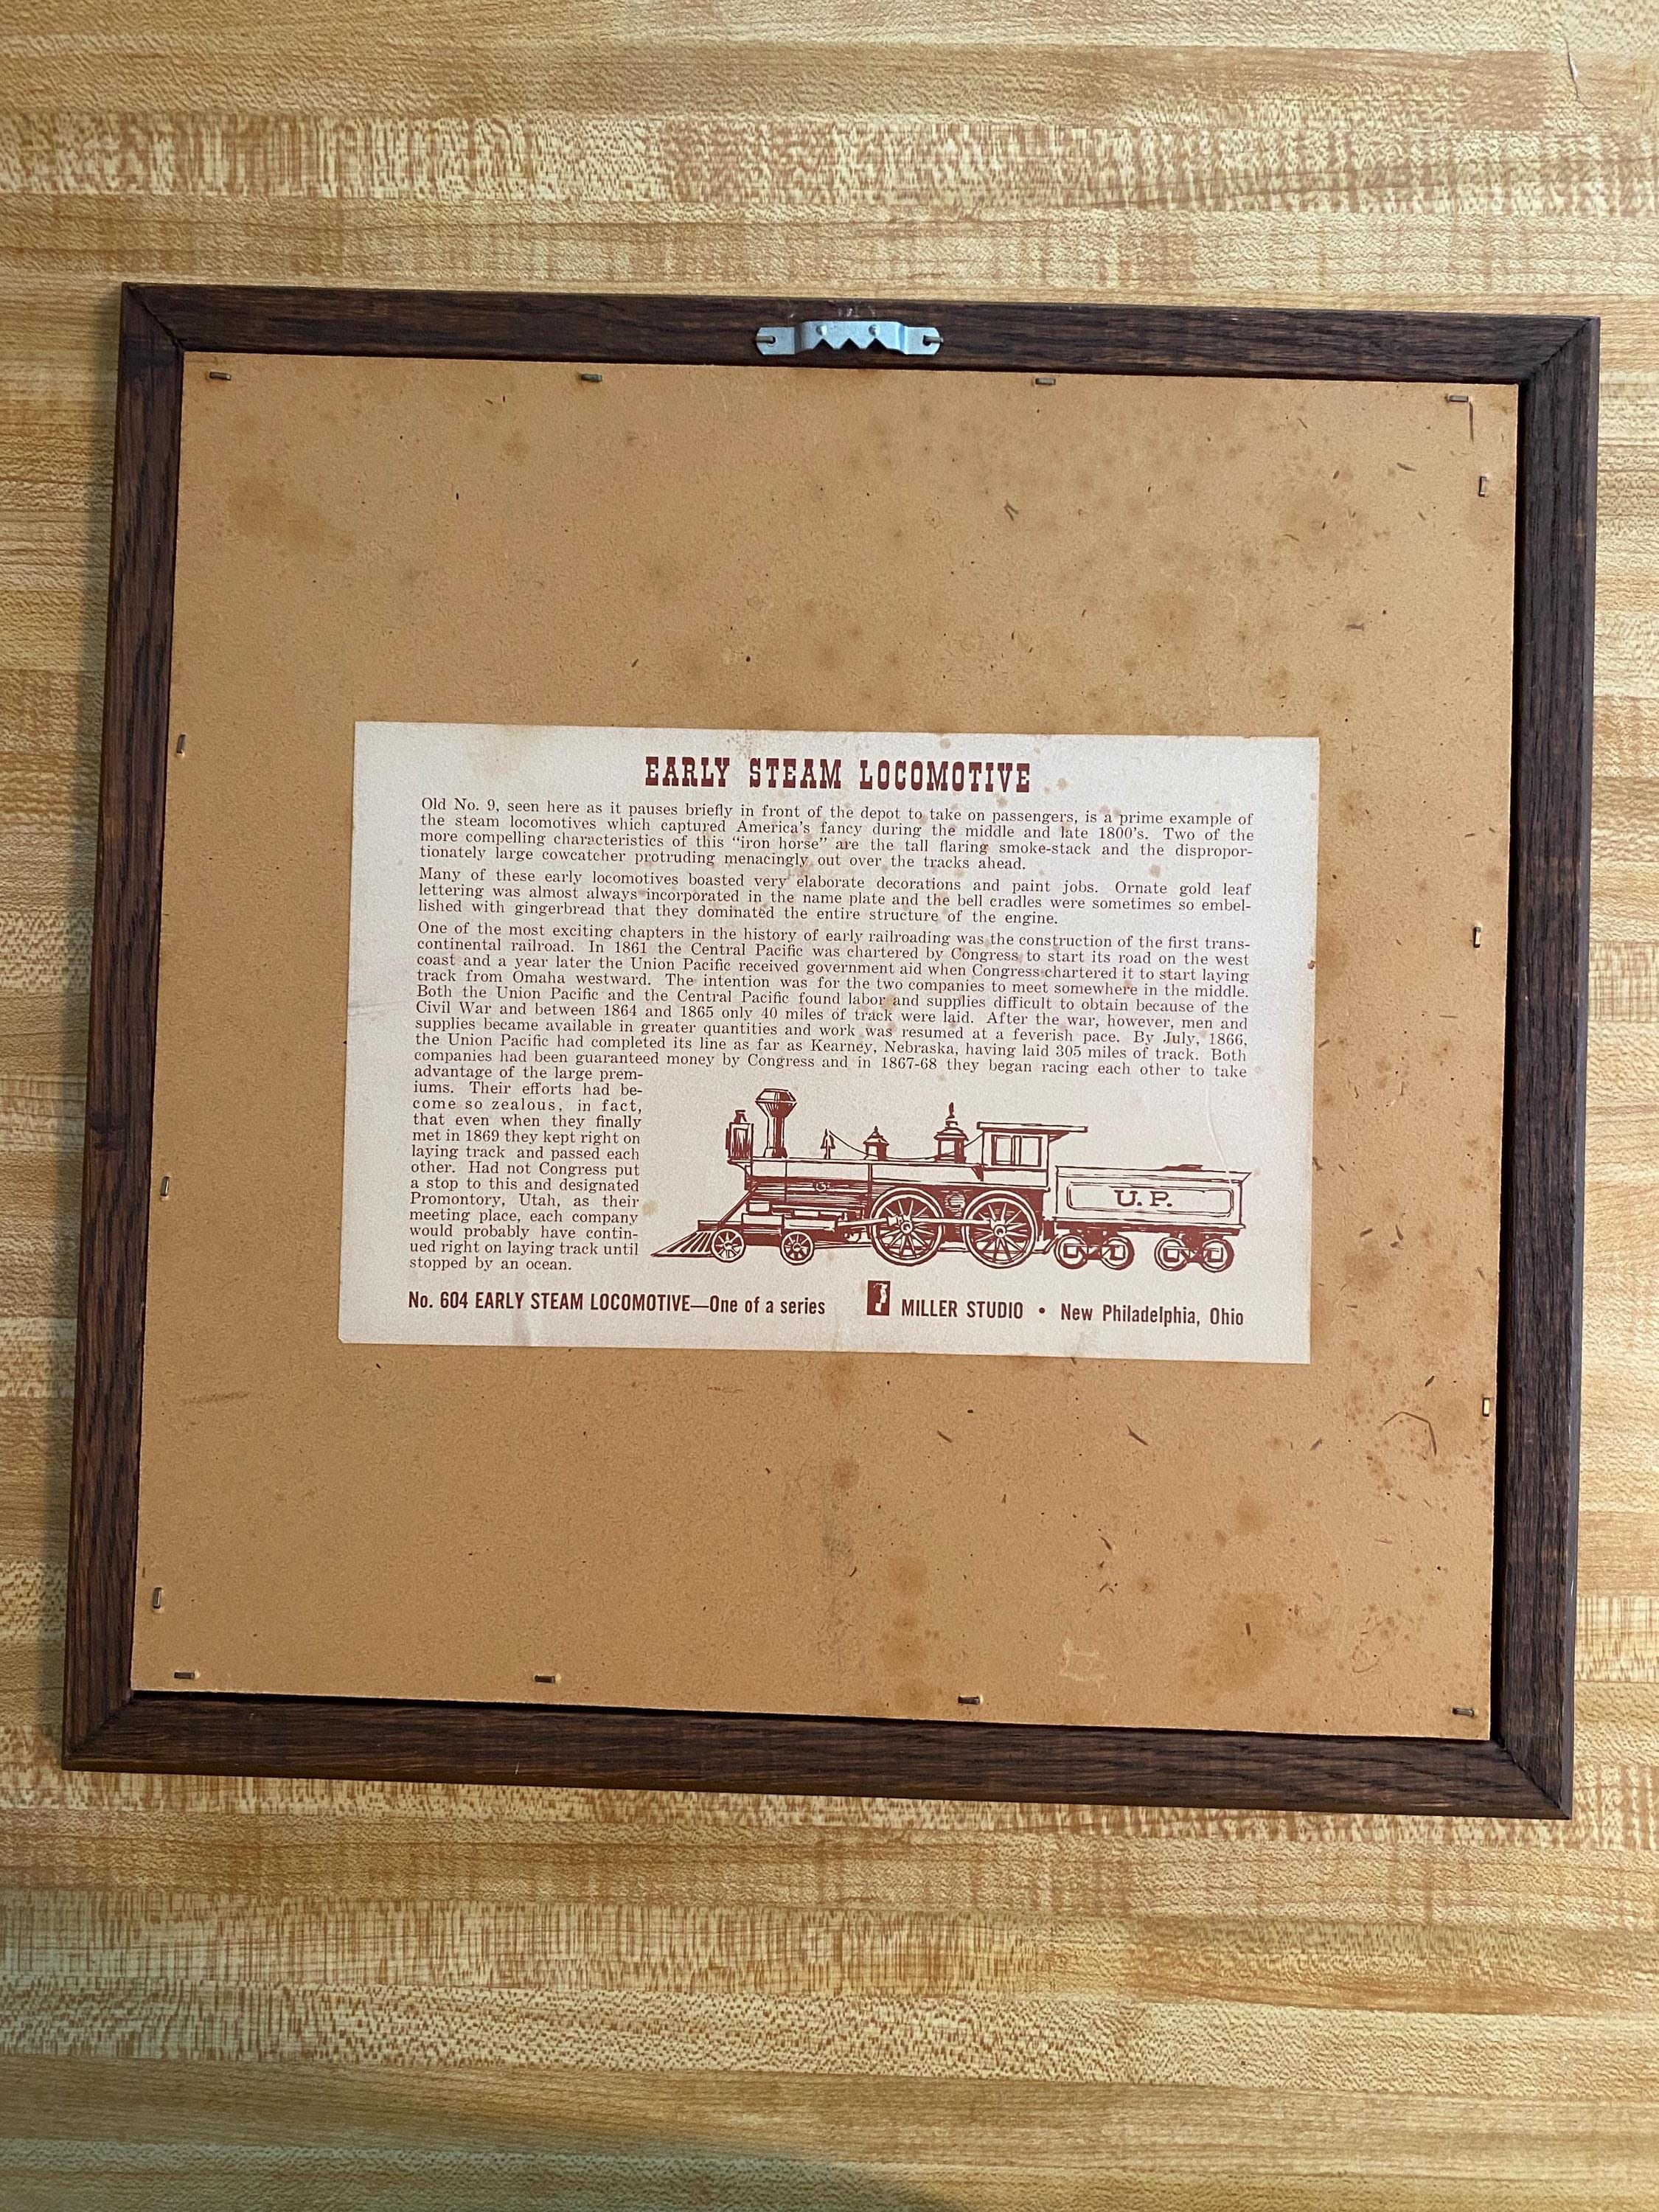 EARLY STEAM LOCOMOTIVE
Old No. 9, seen here as it pauses briefly in front of the depot to take on passengers, is a prime example of
the steam locomotives which captured America's fancy during the middle and late 1800's. Two of the
more compelling characteristics of this "iron horse" are the tall flaring smoke-stack and the dispropor-
tionately large cowcatcher protruding menacingly out over the tracks ahead.
Many of these early locomotives boasted very elaborate decorations and paint jobs. Ornate gold leaf
lettering was almost always incorporated in the name plate and the bell cradles were sometimes so embel-
lished with gingerbread that they dominated the entire structure of the engine.
One of the most exciting chapters in the history of early railroading was the construction of the first trans-
continental railroad. In 1861 the Central Pacific was chartered by Congress to start its road on the west
coast and a year later the Union Pacific received government aid when Congress chartered it to start laying
track from Omaha westward. The intention was for the two companies to meet somewhere in the middle.
Both the Union Pacific and the Central Pacific found labor and supplies difficult to obtain because of the
Civil War and between 1864 and 1865 only 40 miles of track were laid. After the war, however, men and
supplies became available in greater quantities and work was resumed at a feverish pace. By July, 1866,
the Union Pacific had completed its line as far as Kearney, Nebraska, having laid 305 miles of track. Both
companies had been guaranteed money by Congress and in 1867-68 they began racing each other to take
advantage of the large prem-
iums. Their efforts had be-
come so zealous, in fact,
that even when they finally
met in 1869 they kept right on
laying track and passed each
other. Had not Congress put
a stop to this and designated
Promontory, Utah, as their
meeting place, each company
would probably have contin-
ued right on laying track until
stopped by an ocean.
U.P.
No. 604 EARLY STEAM LOCOMOTIVE—One of a series
MILLER STUDIO • New Philadelphia, Ohio